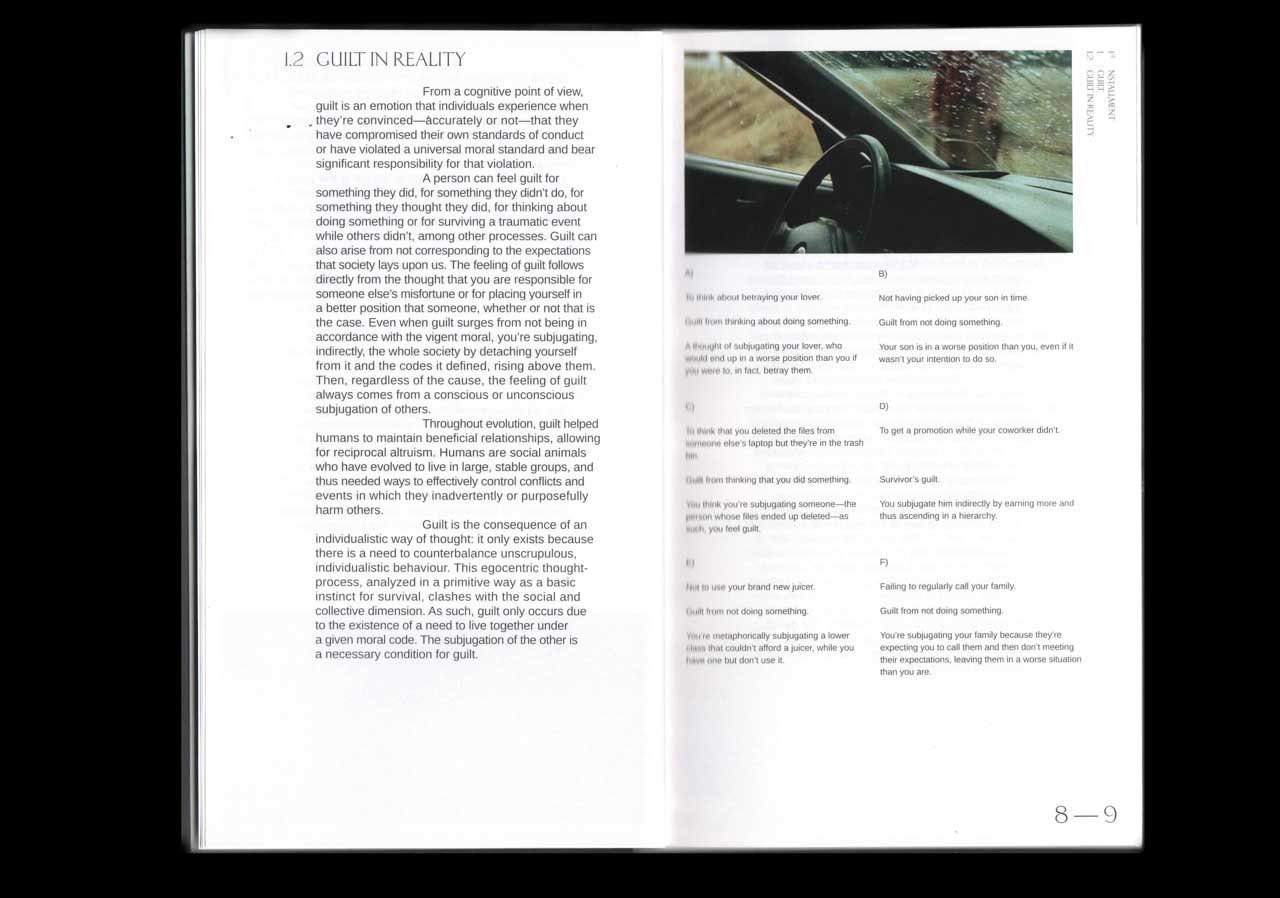 1.2 GUILT IN REALITY
From a cognitive point of view,
guilt is an emotion that individuals experience when
they're convinced—accurately or not—that they
have compromised their own standards of conduct
or have violated a universal moral standard and bear
significant responsibility for that violation.
A person can feel guilt for
something they did, for something they didn't do, for
something they thought they did, for thinking about
doing something or for surviving a traumatic event
while others didn't, among other processes. Guilt can
also arise from not corresponding to the expectations
that society lays upon us. The feeling of guilt follows
directly from the thought that you are responsible for
someone else's misfortune or for placing yourself in
a better position that someone, whether or not that is
the case. Even when guilt surges from not being in
accordance with the vigent moral, you're subjugating,
indirectly, the whole society by detaching yourself
from it and the codes it defined, rising above them.
Then, regardless of the cause, the feeling of guilt
always comes from a conscious or unconscious
subjugation of others.
Throughout evolution, guilt helped
humans to maintain beneficial relationships, allowing
for reciprocal altruism. Humans are social animals
who have evolved to live in large, stable groups, and
thus needed ways to effectively control conflicts and
events in which they inadvertently or purposefully
harm others.
Guilt is the consequence of an
individualistic way of thought: it only exists because
there is a need to counterbalance unscrupulous,
individualistic behaviour. This egocentric thought-
process, analyzed in a primitive way as a basic
instinct for survival, clashes with the social and
collective dimension. As such, guilt only occurs due
to the existence of a need to live together under
a given moral code. The subjugation of the other is
a necessary condition for guilt.
1st INSTALLMENT
1. GUILT
1.2 GUILT IN REALITY
A)
To think about betraying your lover.
Guilt from thinking about doing something.
A thought of subjugating your lover, who
would end up in a worse position than you if
you were to, in fact, betray them.
B)
Not having picked up your son in time.
Guilt from not doing something.
Your son is in a worse position than you, even if it
wasn't your intention to do so.
C)
To think that you deleted the files from
someone else's laptop but they're in the trash
bin.
Guilt from thinking that you did something.
You think you're subjugating someone—the
person whose files ended up deleted—as
such, you feel guilt.
D)
To get a promotion while your coworker didn't.
Survivor's guilt.
You subjugate him indirectly by earning more and
thus ascending in a hierarchy.
E)
Not to use your brand new juicer.
Guilt from not doing something.
You're metaphorically subjugating a lower
class that couldn't afford a juicer, while you
have one but don't use it.
F)
Failing to regularly call your family.
Guilt from not doing something.
You're subjugating your family because they're
expecting you to call them and then don't meeting
their expectations, leaving them in a worse situation
than you are.
8 — 9